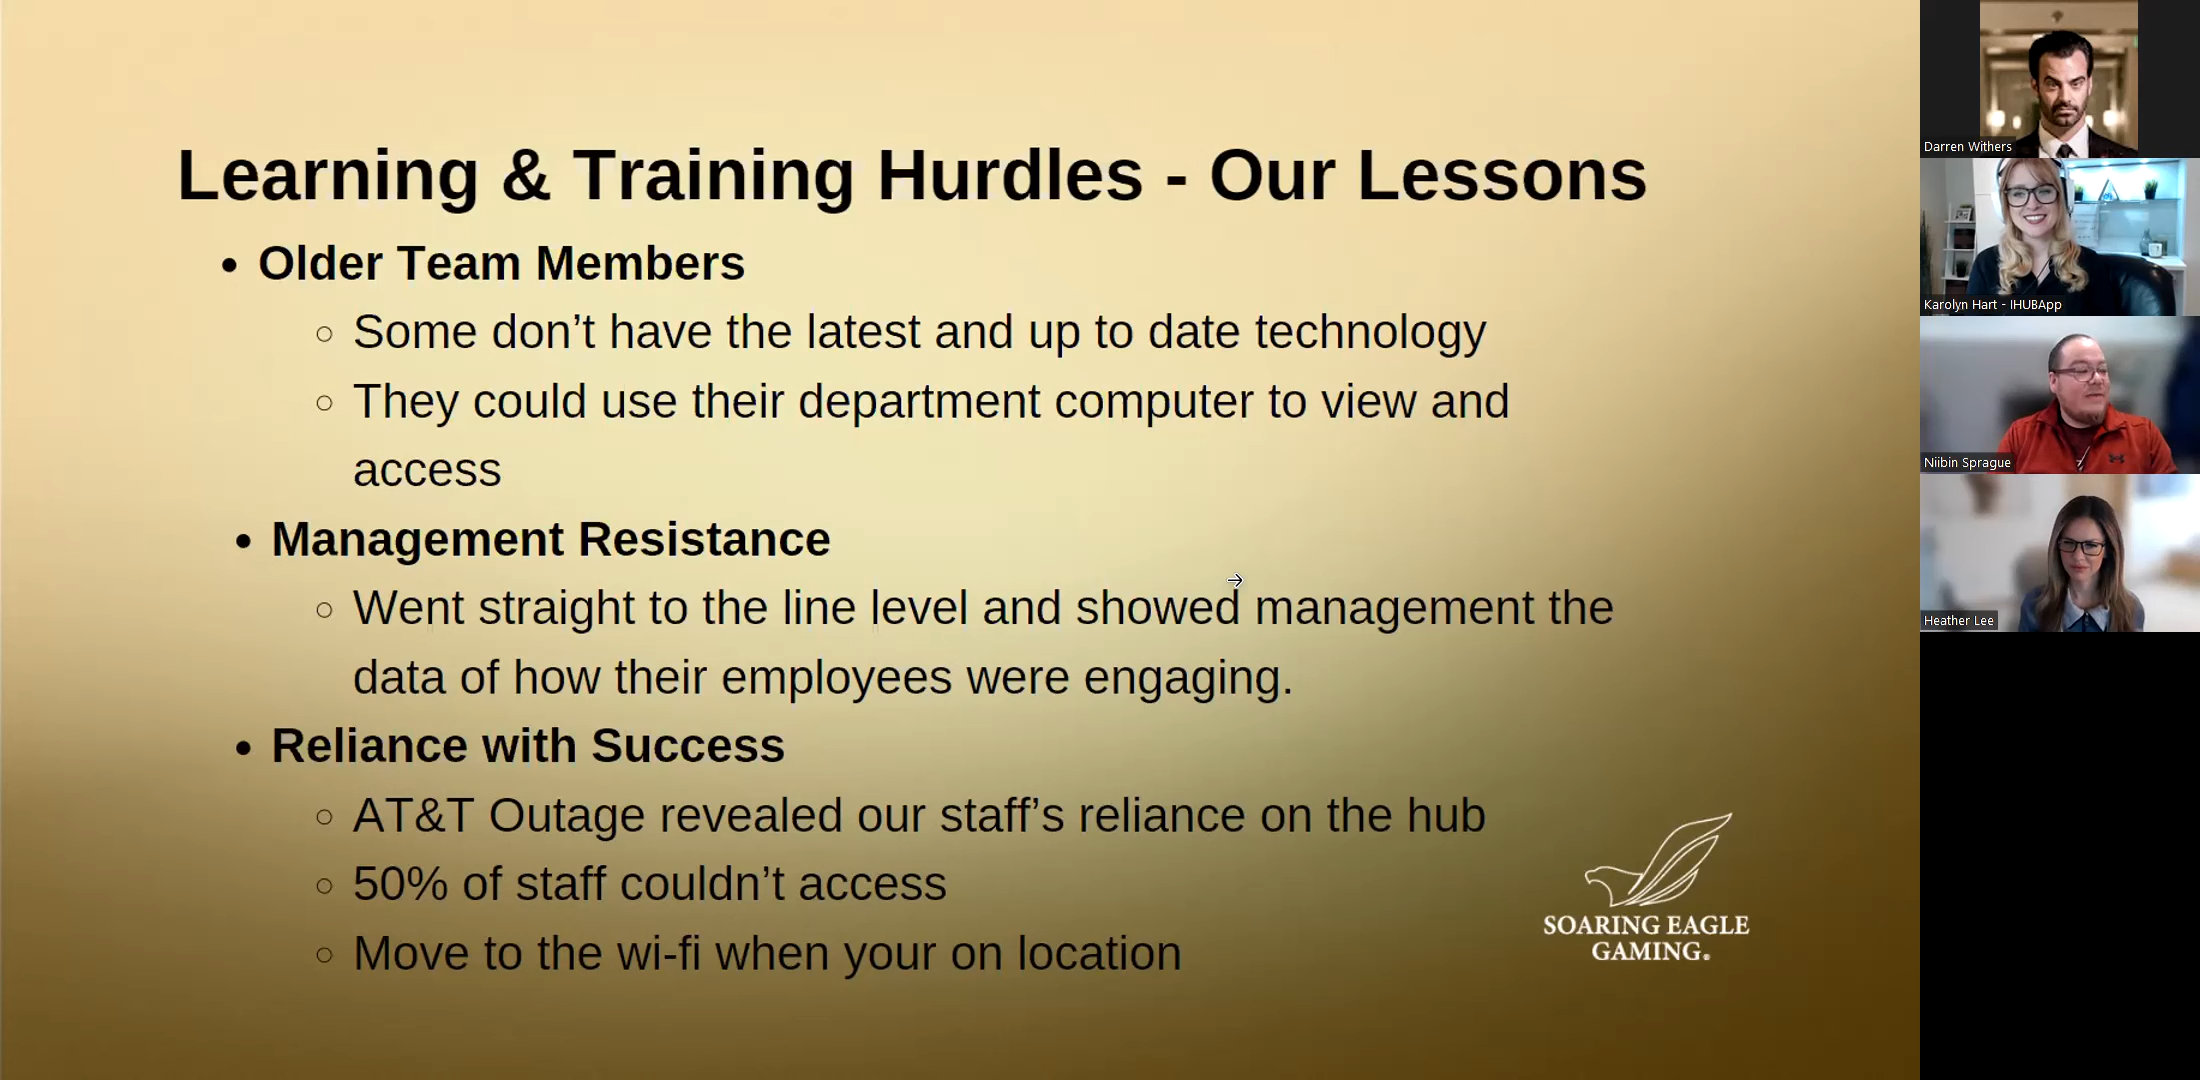 Learning & Training Hurdles - Our Lessons
• Older Team Members
○ Some don’t have the latest and up to date technology
○ They could use their department computer to view and
access
• Management Resistance
○ Went straight to the line level and showed management the
data of how their employees were engaging.
• Reliance with Success
○ AT&T Outage revealed our staff’s reliance on the hub
○ 50% of staff couldn’t access
○ Move to the wi-fi when your on location
SOARING EAGLE
GAMING®
Darren Withers
Karolyn Hart - IHUBApp
Niibin Sprague
Heather Lee